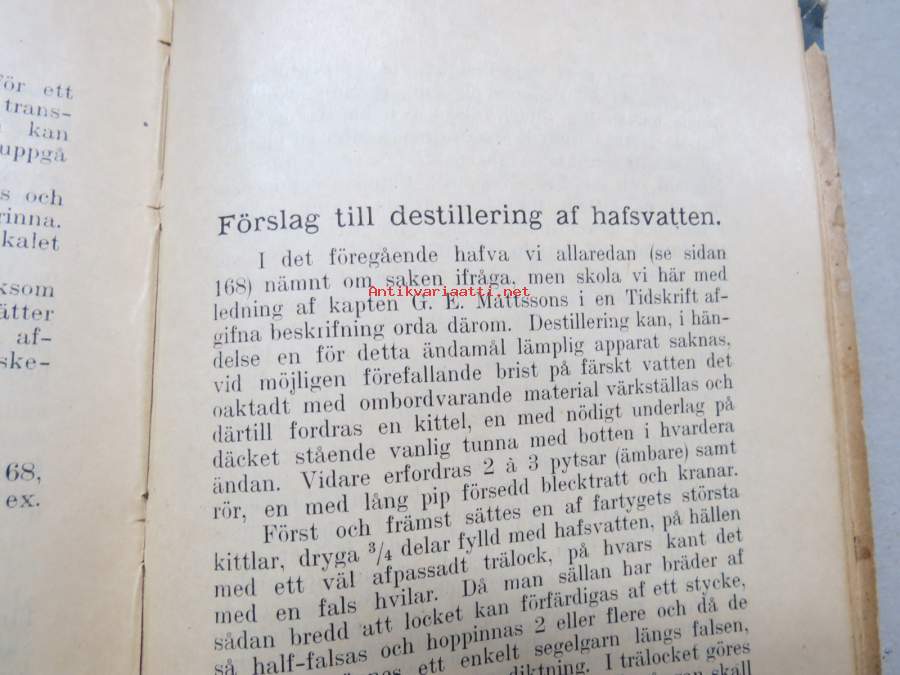 ör ett
trans-
kan
uppgå
s och
rinna.
kalet
ksom
ätter
af-
ske-
68,
ex.
Förslag till destillering af hafsvatten.
I det föregående hafva vi allaredan (se sidan
168) nämnt om saken ifråga, men skola vi här med
Antikvariaatti.net
ledning af kapten G. E. Mattssons i en Tidskrift af-
gifna beskrifning orda därom. Destillering kan, i hän-
delse en för detta ändamål lämplig apparat saknas,
vid möjligen förefallande brist på färskt vatten det
oaktadt med ombordvarande material värkställas och
därtill fordras en kittel, en med nödigt underlag på
däcket stående vanlig tunna med botten i hvardera
ändan. Vidare erfordras 2 à 3 pytsar (ämbare) samt
rör, en med lång pip försedd blecktratt och kranar.
Först och främst sättes en af fartygets största
kittlar, dryga 3/4 delar fylld med hafsvatten, på hällen
med ett väl afpassadt trälock, på hvars kant det
med en fals hvilar. Då man sällan har bräder af
sådan bredd att locket kan förfärdigas af ett stycke,
så half-falsas och hoppinnas 2 eller flere och då de
ett enkelt segelgarn längs falsen,
diktning. I trälocket göres
skall